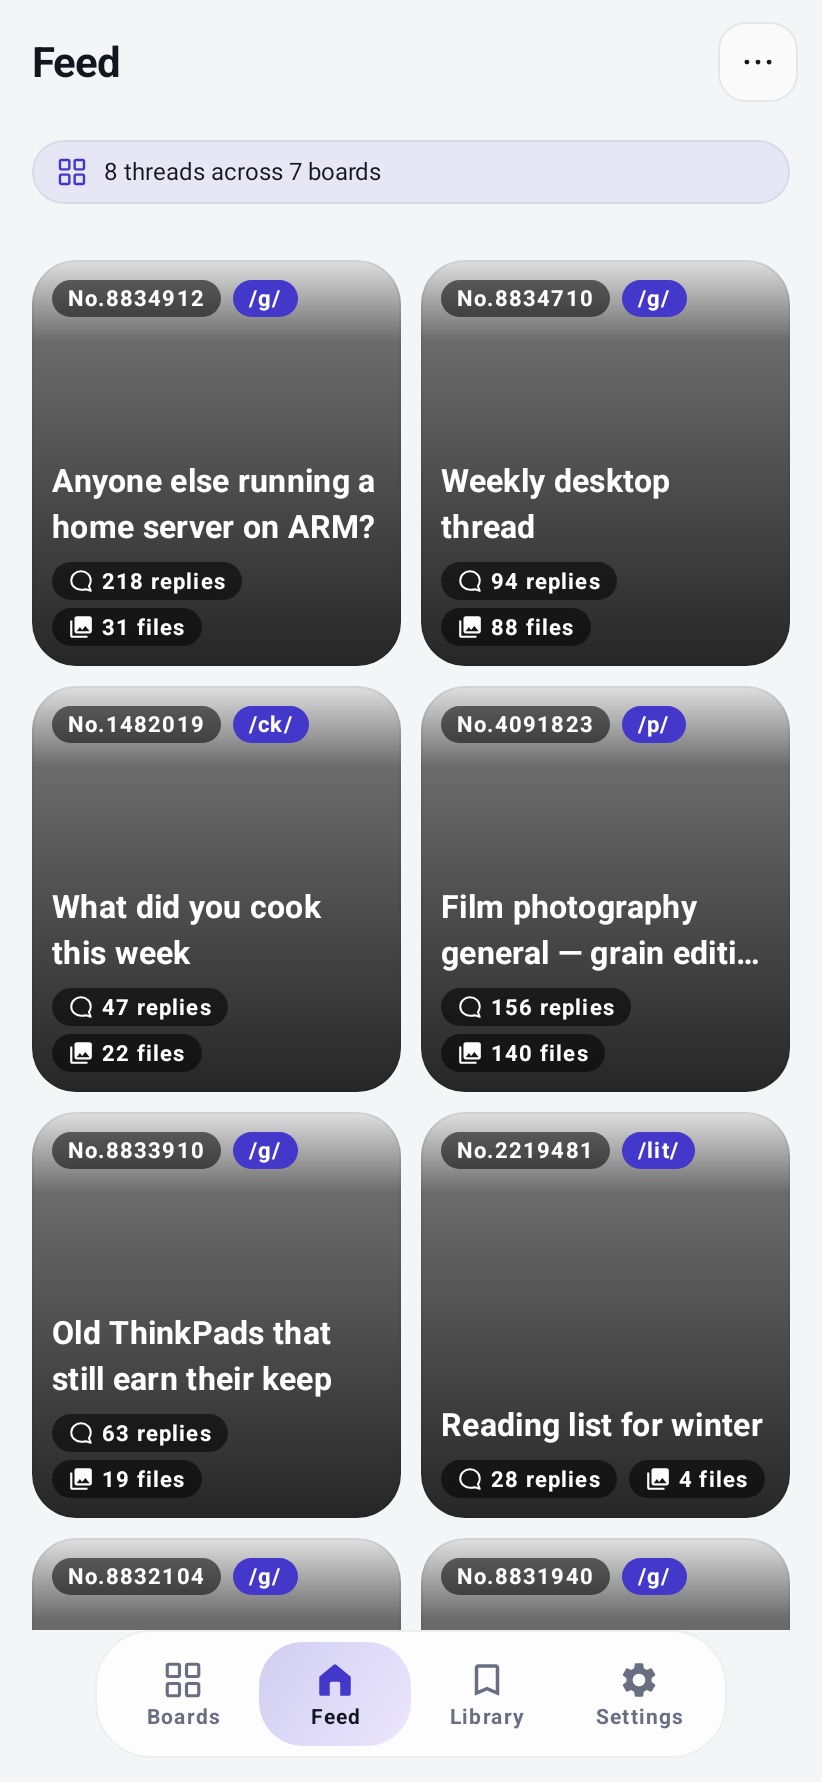 Feed
8 threads across 7 boards
No.8834912 /g/
Anyone else running a
home server on ARM?
218 replies
31 files
No.8834710 /g/
Weekly desktop
thread
94 replies
88 files
No.1482019 /ck/
What did you cook
this week
47 replies
22 files
No.4091823 /p/
Film photography
general — grain editi…
156 replies
140 files
No.8833910 /g/
Old ThinkPads that
still earn their keep
63 replies
19 files
No.2219481 /lit/
Reading list for winter
28 replies 4 files
No.8832104 /g/
No.8831940 /g/
Boards Feed Library Settings